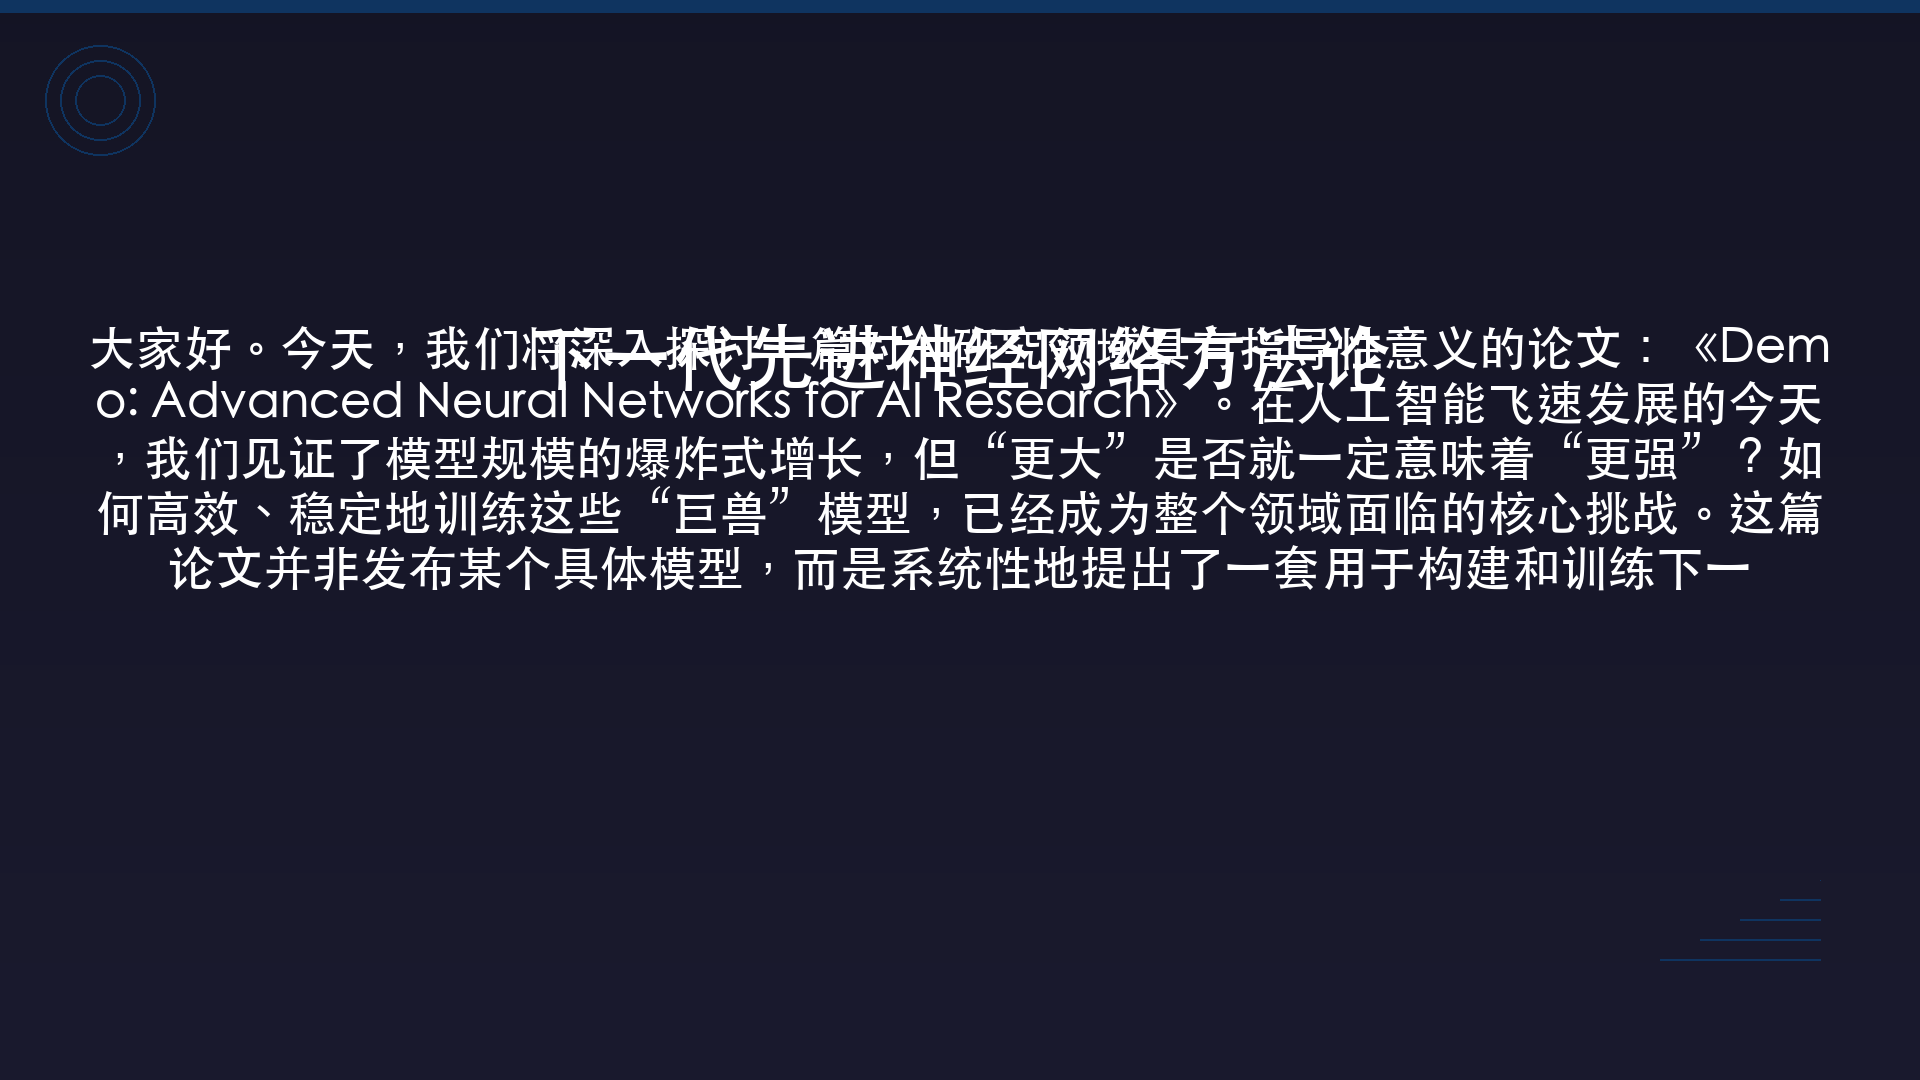 下一代先进神经网络方法论
大家好。今天，我们将深入探讨一篇对AI研究领域具有指导性意义的论文：《Dem
o: Advanced Neural Networks for AI Research》。在人工智能飞速发展的今天
，我们见证了模型规模的爆炸式增长，但“更大”是否就一定意味着“更强”？如
何高效、稳定地训练这些“巨兽”模型，已经成为整个领域面临的核心挑战。这篇
论文并非发布某个具体模型，而是系统性地提出了一套用于构建和训练下一